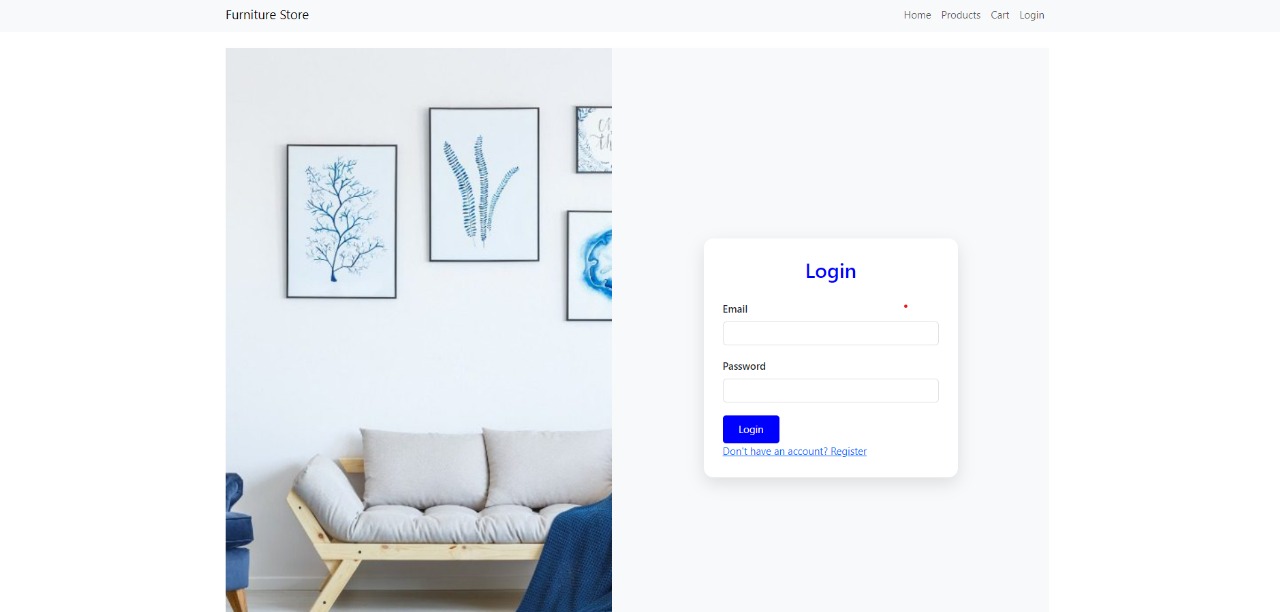 Furniture Store
Home Products Cart Login
Login
Email
Password
Login
Don't have an account? Register